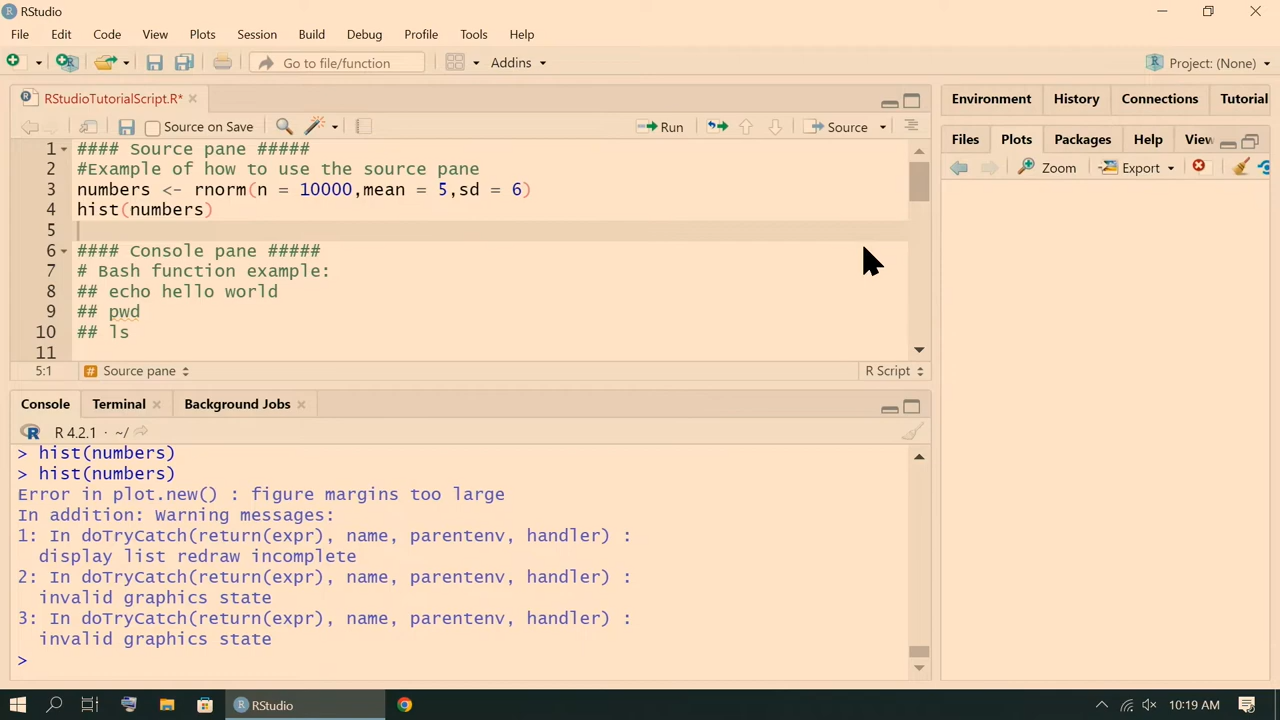 RStudio
File Edit Code View Plots Session Build Debug Profile Tools Help
Go to file/function Addins Project: (None)
RStudioTutorialScript.R*
Source on Save Run Source
1 #### Source pane #####
2 #Example of how to use the source pane
3 numbers <- rnorm(n = 10000,mean = 5,sd = 6)
4 hist(numbers)
5
6 #### Console pane #####
7 # Bash function example:
8 ## echo hello world
9 ## pwd
10 ## ls
11
5:1 # Source pane R Script
Console Terminal Background Jobs
R R 4.2.1 · ~/
> hist(numbers)
> hist(numbers)
Error in plot.new() : figure margins too large
In addition: Warning messages:
1: In doTryCatch(return(expr), name, parentenv, handler) :
display list redraw incomplete
2: In doTryCatch(return(expr), name, parentenv, handler) :
invalid graphics state
3: In doTryCatch(return(expr), name, parentenv, handler) :
invalid graphics state
>
Environment History Connections Tutorial
Files Plots Packages Help View
Zoom Export
RStudio 10:19 AM